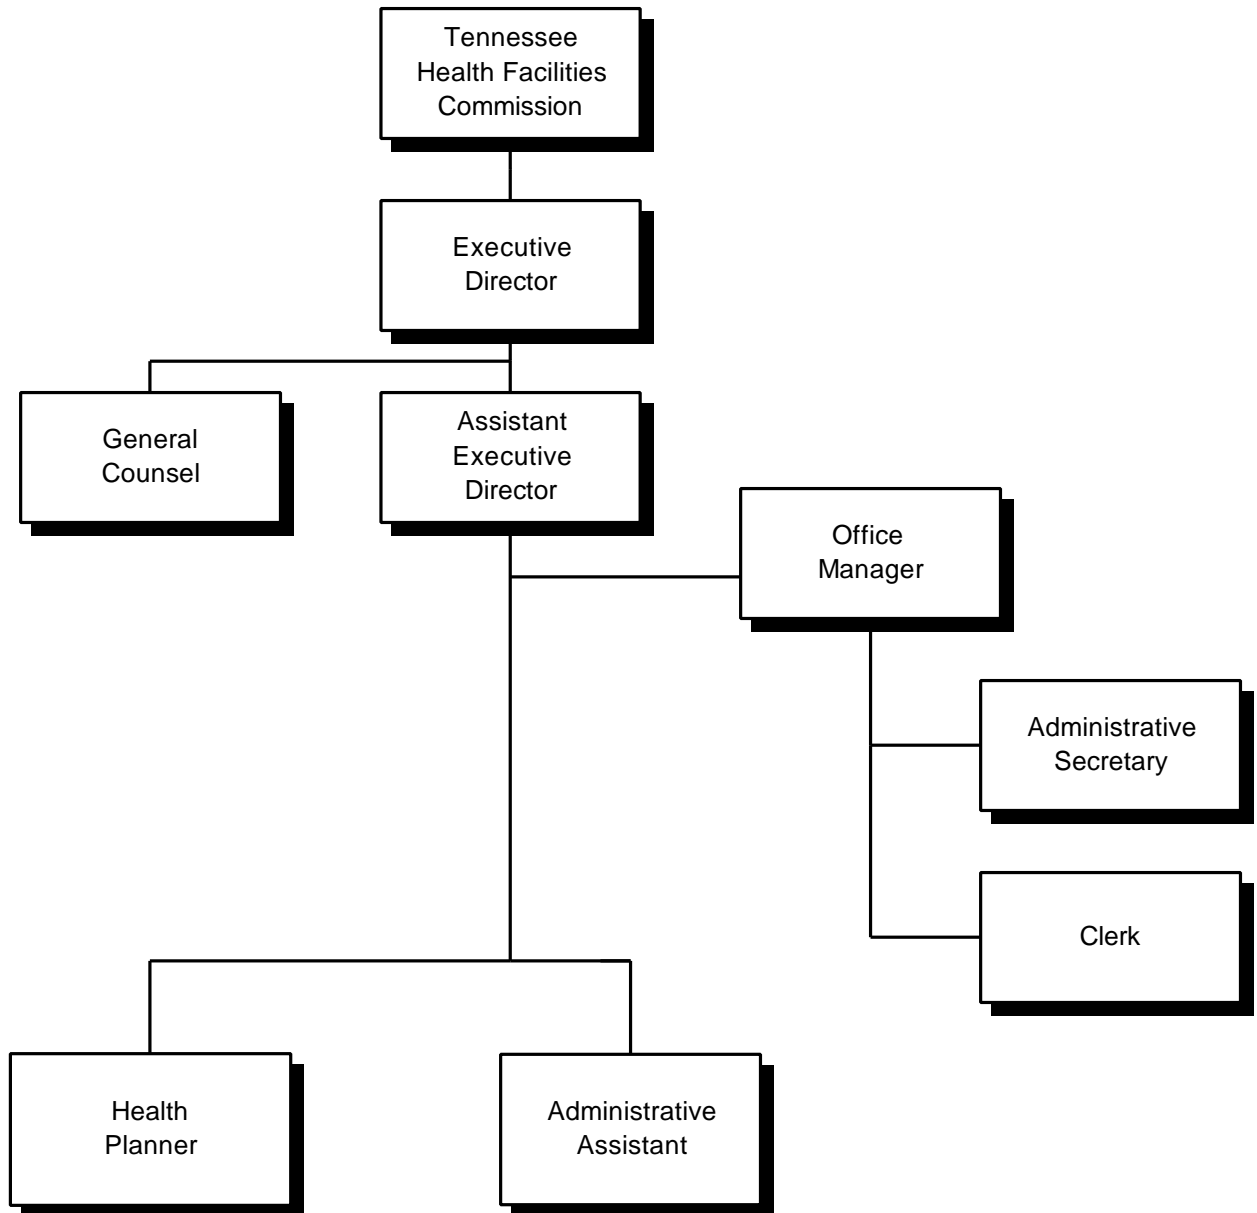 Tennessee
Health Facilities
Commission
Executive
Director
General
Counsel
Assistant
Executive
Director
Office
Manager
Administrative
Secretary
Clerk
Health
Planner
Administrative
Assistant